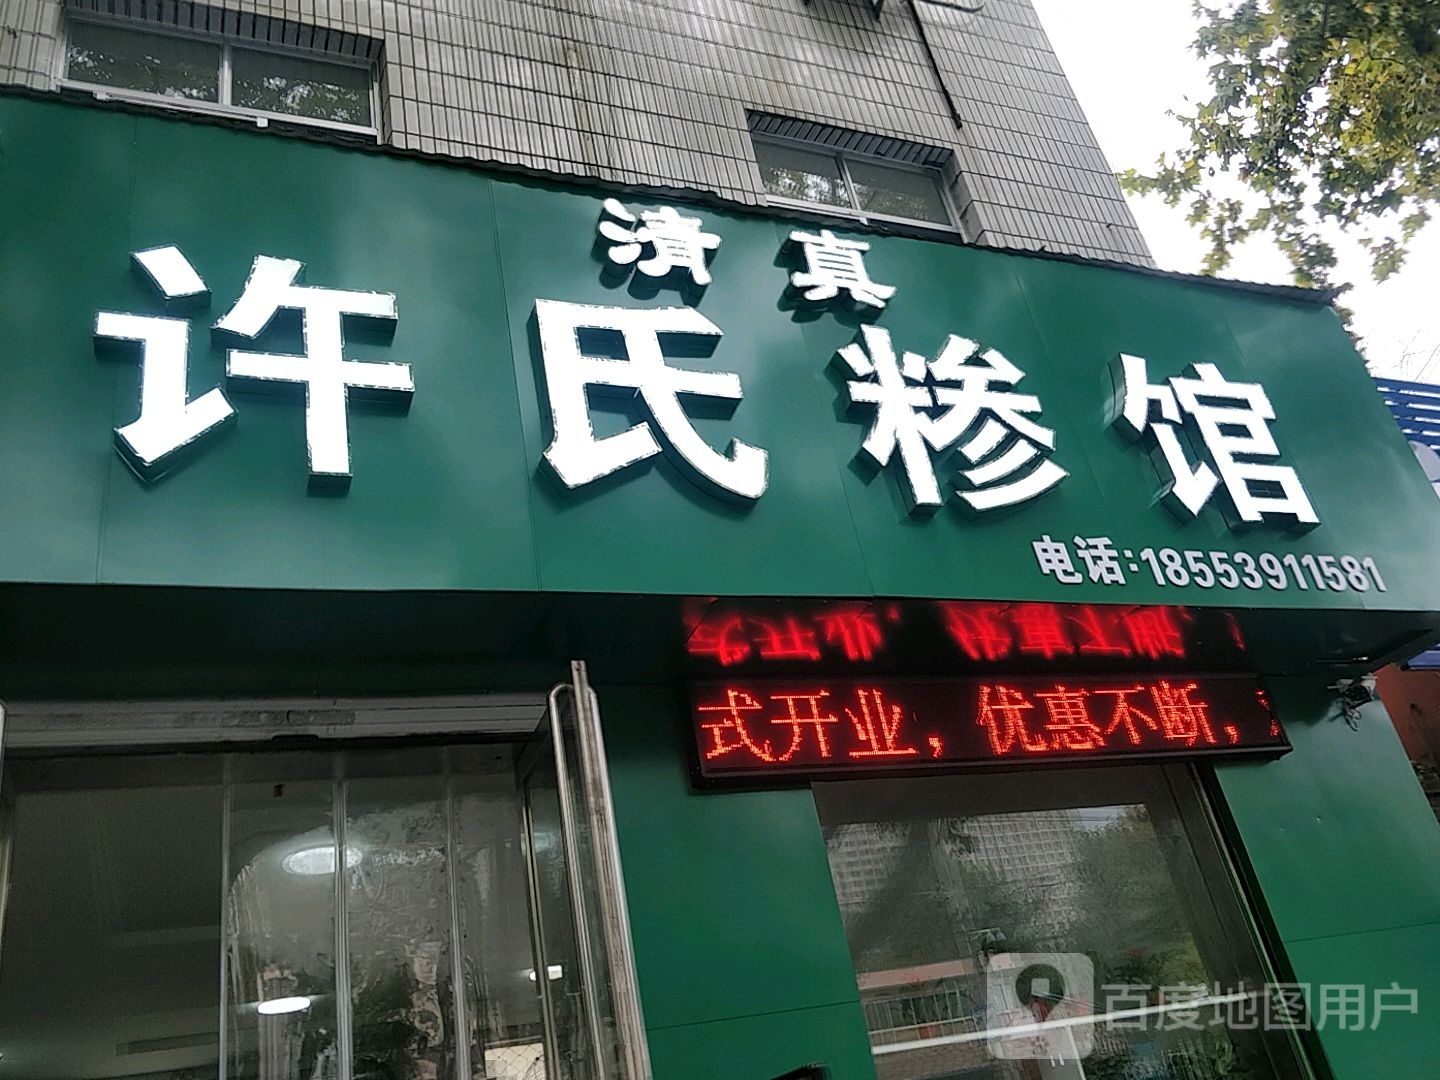 清真
许氏糁馆
电话:18553911581
式开业，优惠不断，
百度地图用户